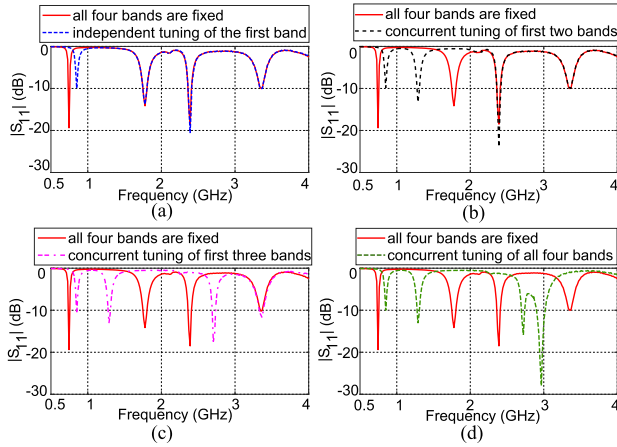 all four bands are fixed
independent tuning of the first band
0
-10
-20
-30
|S11| (dB)
0.5 1 2 3 4
Frequency (GHz)
(a)
all four bands are fixed
concurrent tuning of first two bands
0
-10
-20
-30
|S11| (dB)
0.5 1 2 3 4
Frequency (GHz)
(b)
all four bands are fixed
concurrent tuning of first three bands
0
-10
-20
-30
|S11| (dB)
0.5 1 2 3 4
Frequency (GHz)
(c)
all four bands are fixed
concurrent tuning of all four bands
0
-10
-20
-30
|S11| (dB)
0.5 1 2 3 4
Frequency (GHz)
(d)